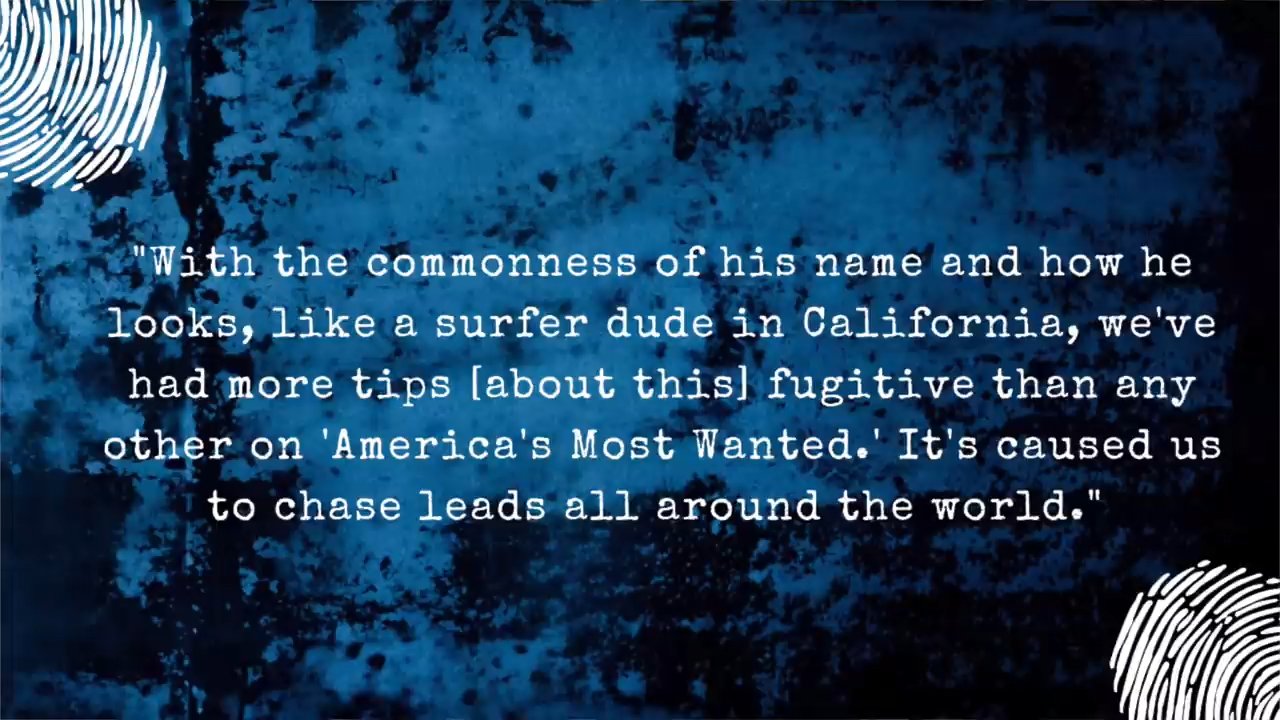 "With the commonness of his name and how he
looks, like a surfer dude in California, we've
had more tips [about this] fugitive than any
other on 'America's Most Wanted.' It's caused us
to chase leads all around the world."